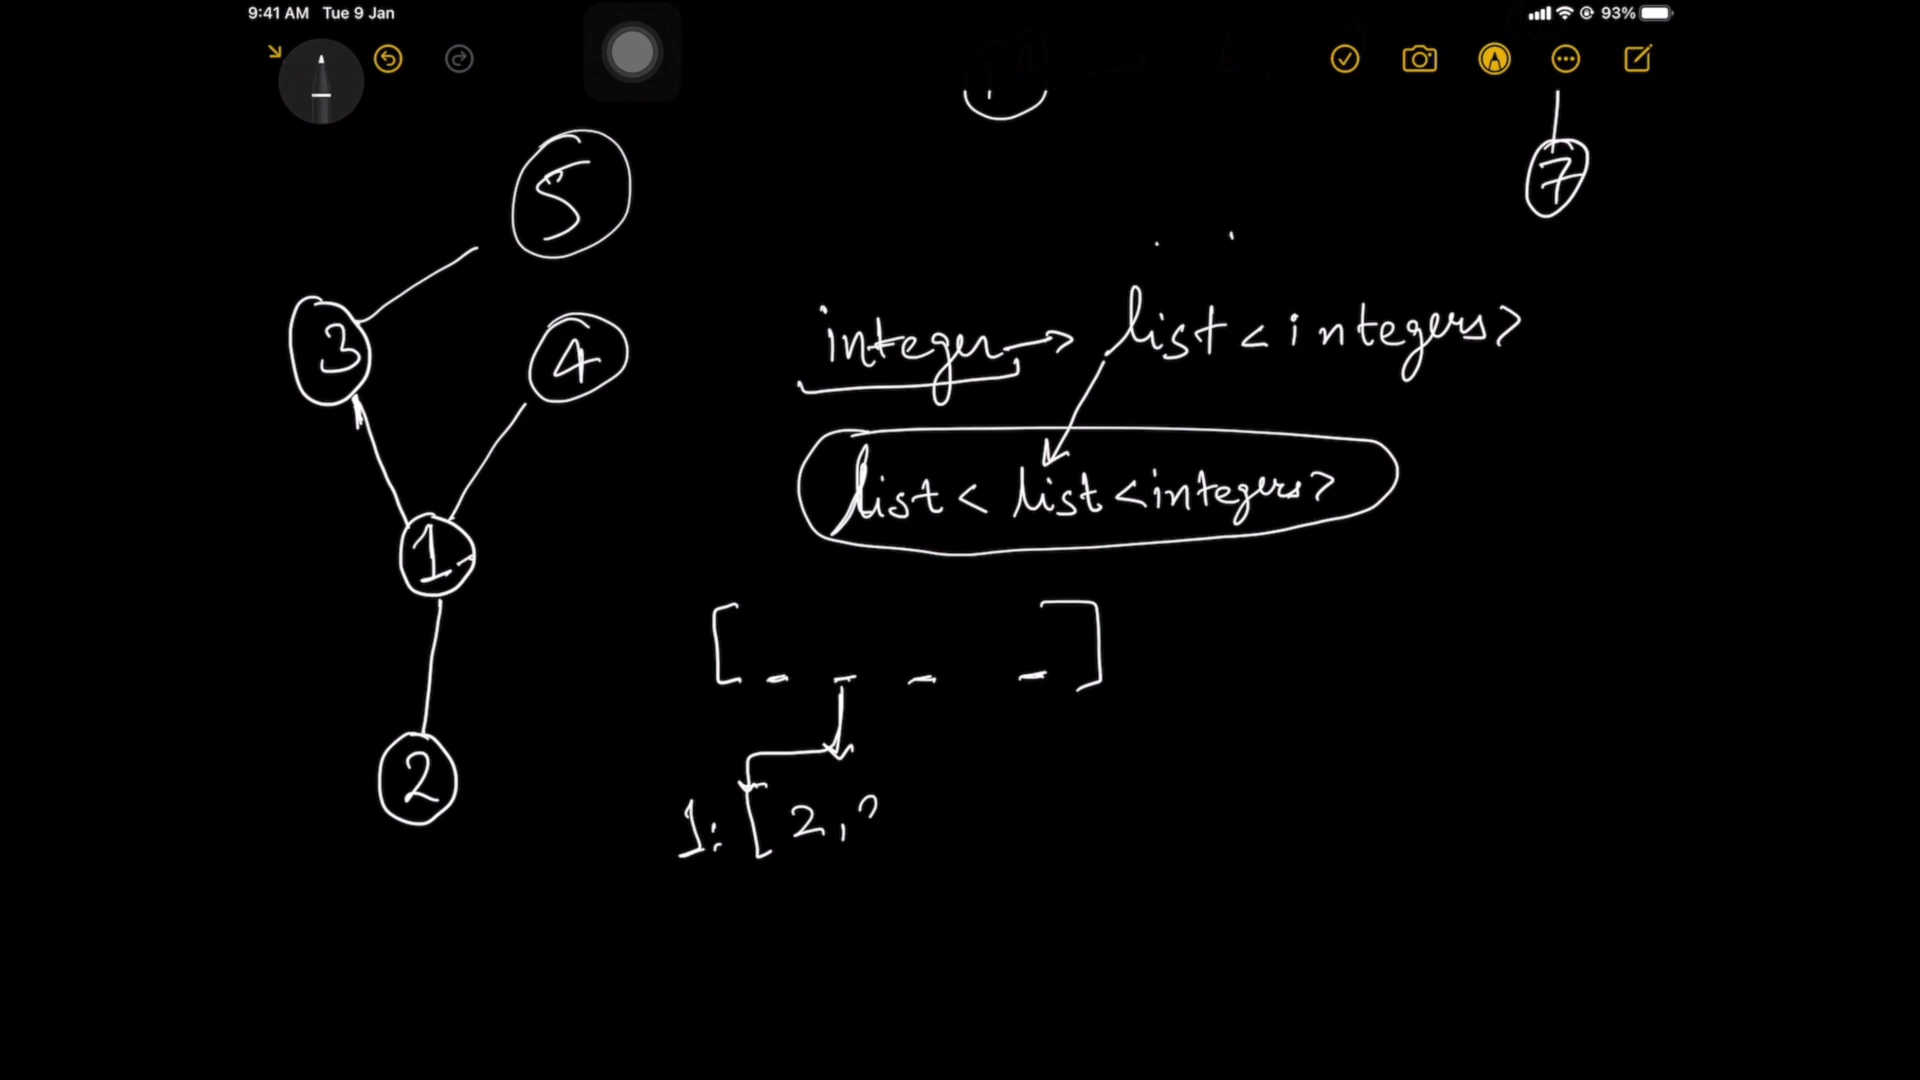 9:41 AM Tue 9 Jan
93%
7
5
3
4
integer → list < integers >
list < list < integers >
1
[ - - - - ]
2
1: [ 2,